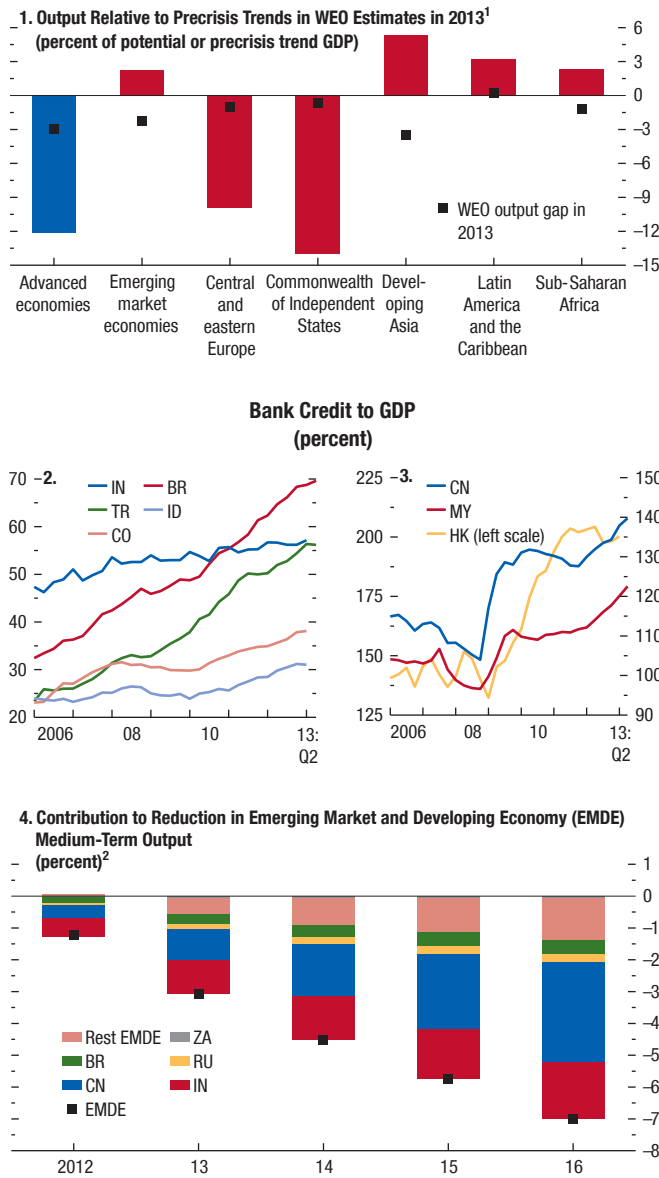 1. Output Relative to Precrisis Trends in WEO Estimates in 2013¹
(percent of potential or precrisis trend GDP)
6
3
0
–3
–6
–9
–12
–15
WEO output gap in
2013
Advanced
economies
Emerging
market
economies
Central
and
eastern
Europe
Commonwealth
of Independent
States
Devel-
oping
Asia
Latin
America
and the
Caribbean
Sub-Saharan
Africa
Bank Credit to GDP
(percent)
2.
IN
BR
TR
ID
CO
70
60
50
40
30
20
2006
08
10
13:
Q2
3.
CN
MY
HK (left scale)
225
200
175
150
125
150
140
130
120
110
100
90
2006
08
10
13:
Q2
4. Contribution to Reduction in Emerging Market and Developing Economy (EMDE)
Medium-Term Output
(percent)²
1
0
–1
–2
–3
–4
–5
–6
–7
–8
Rest EMDE
ZA
BR
RU
CN
IN
EMDE
2012
13
14
15
16